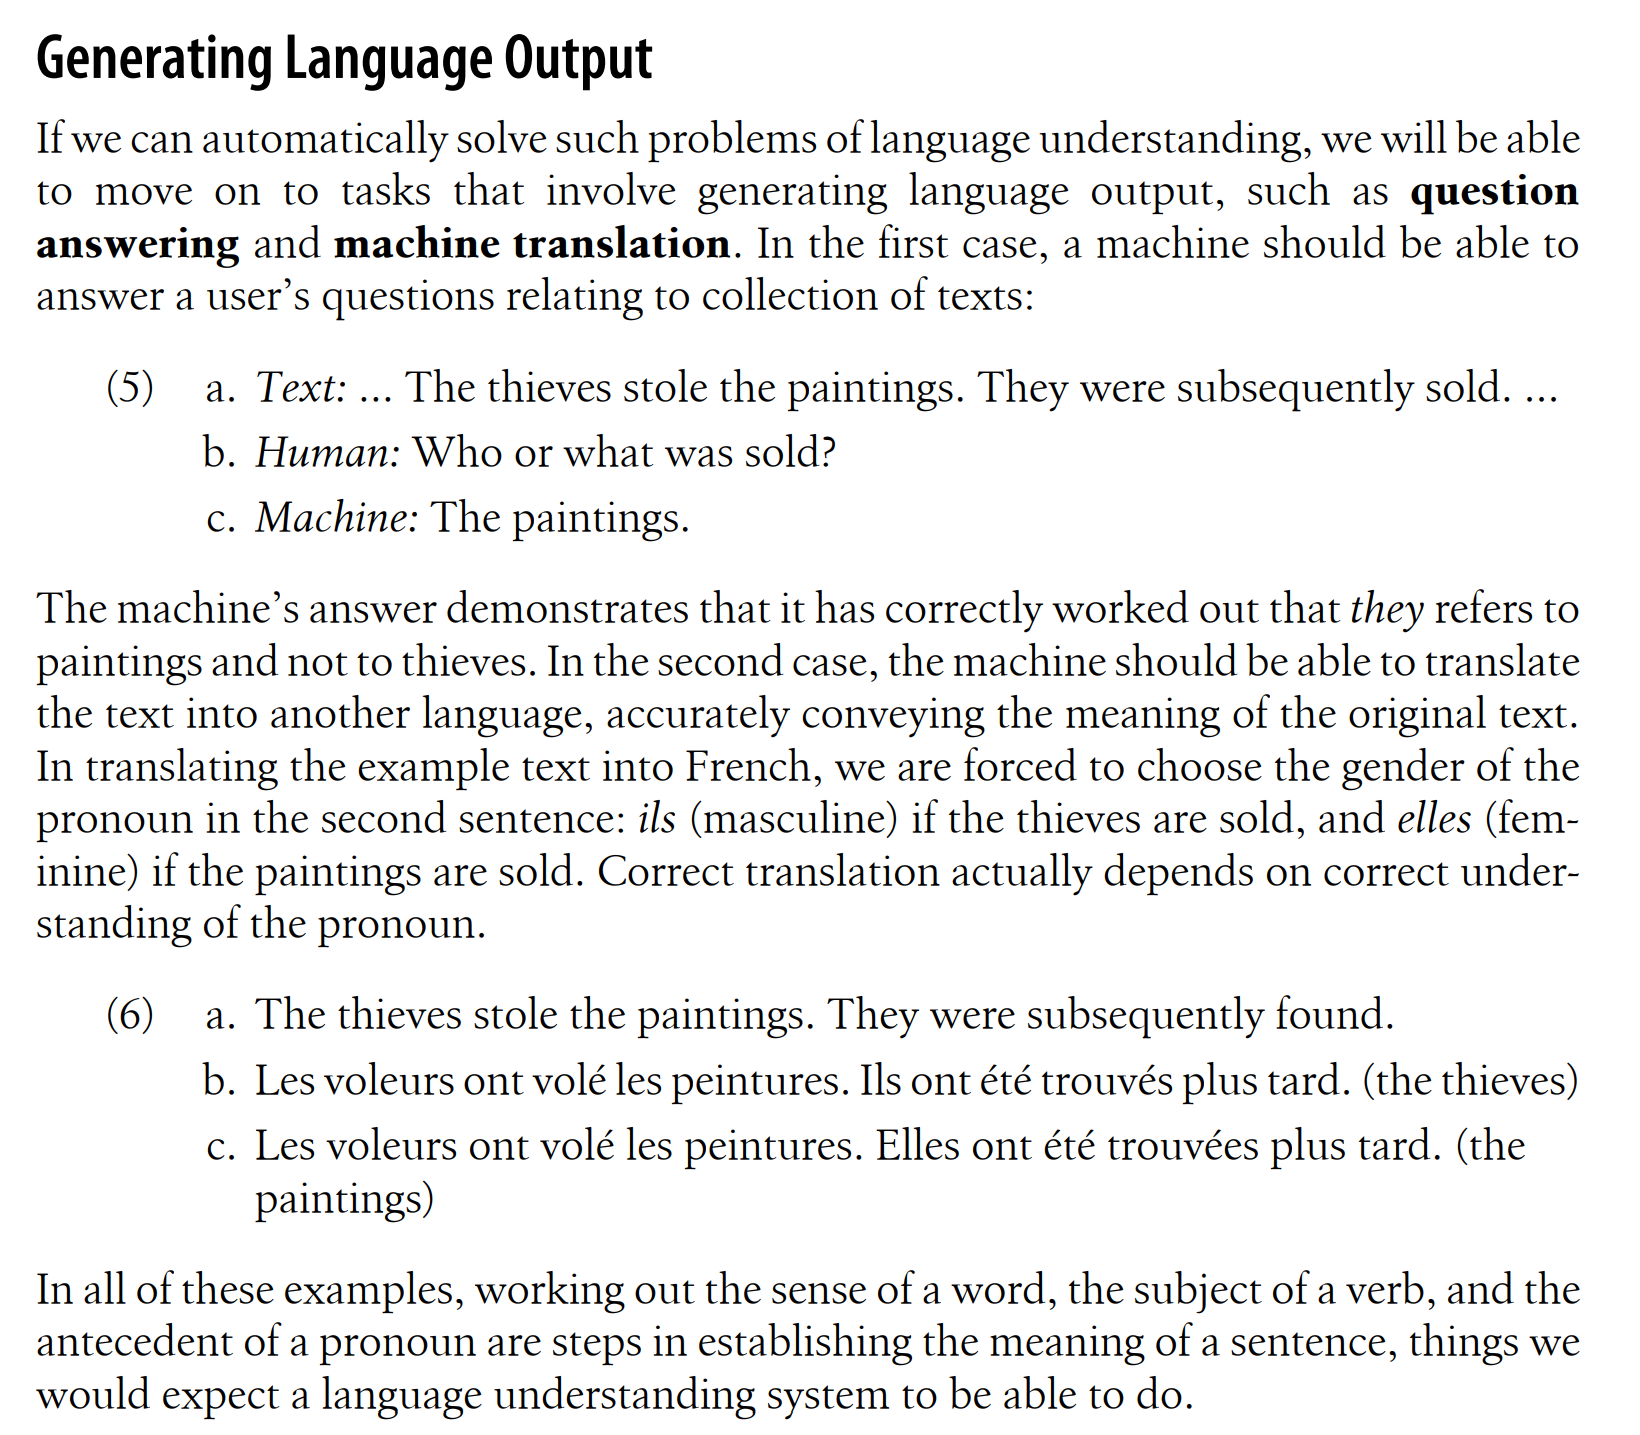 Generating Language Output
If we can automatically solve such problems of language understanding, we will be able
to move on to tasks that involve generating language output, such as question
answering and machine translation. In the first case, a machine should be able to
answer a user’s questions relating to collection of texts:
(5) a. Text: ... The thieves stole the paintings. They were subsequently sold. ...
b. Human: Who or what was sold?
c. Machine: The paintings.
The machine’s answer demonstrates that it has correctly worked out that they refers to
paintings and not to thieves. In the second case, the machine should be able to translate
the text into another language, accurately conveying the meaning of the original text.
In translating the example text into French, we are forced to choose the gender of the
pronoun in the second sentence: ils (masculine) if the thieves are sold, and elles (fem-
inine) if the paintings are sold. Correct translation actually depends on correct under-
standing of the pronoun.
(6) a. The thieves stole the paintings. They were subsequently found.
b. Les voleurs ont volé les peintures. Ils ont été trouvés plus tard. (the thieves)
c. Les voleurs ont volé les peintures. Elles ont été trouvées plus tard. (the
paintings)
In all of these examples, working out the sense of a word, the subject of a verb, and the
antecedent of a pronoun are steps in establishing the meaning of a sentence, things we
would expect a language understanding system to be able to do.